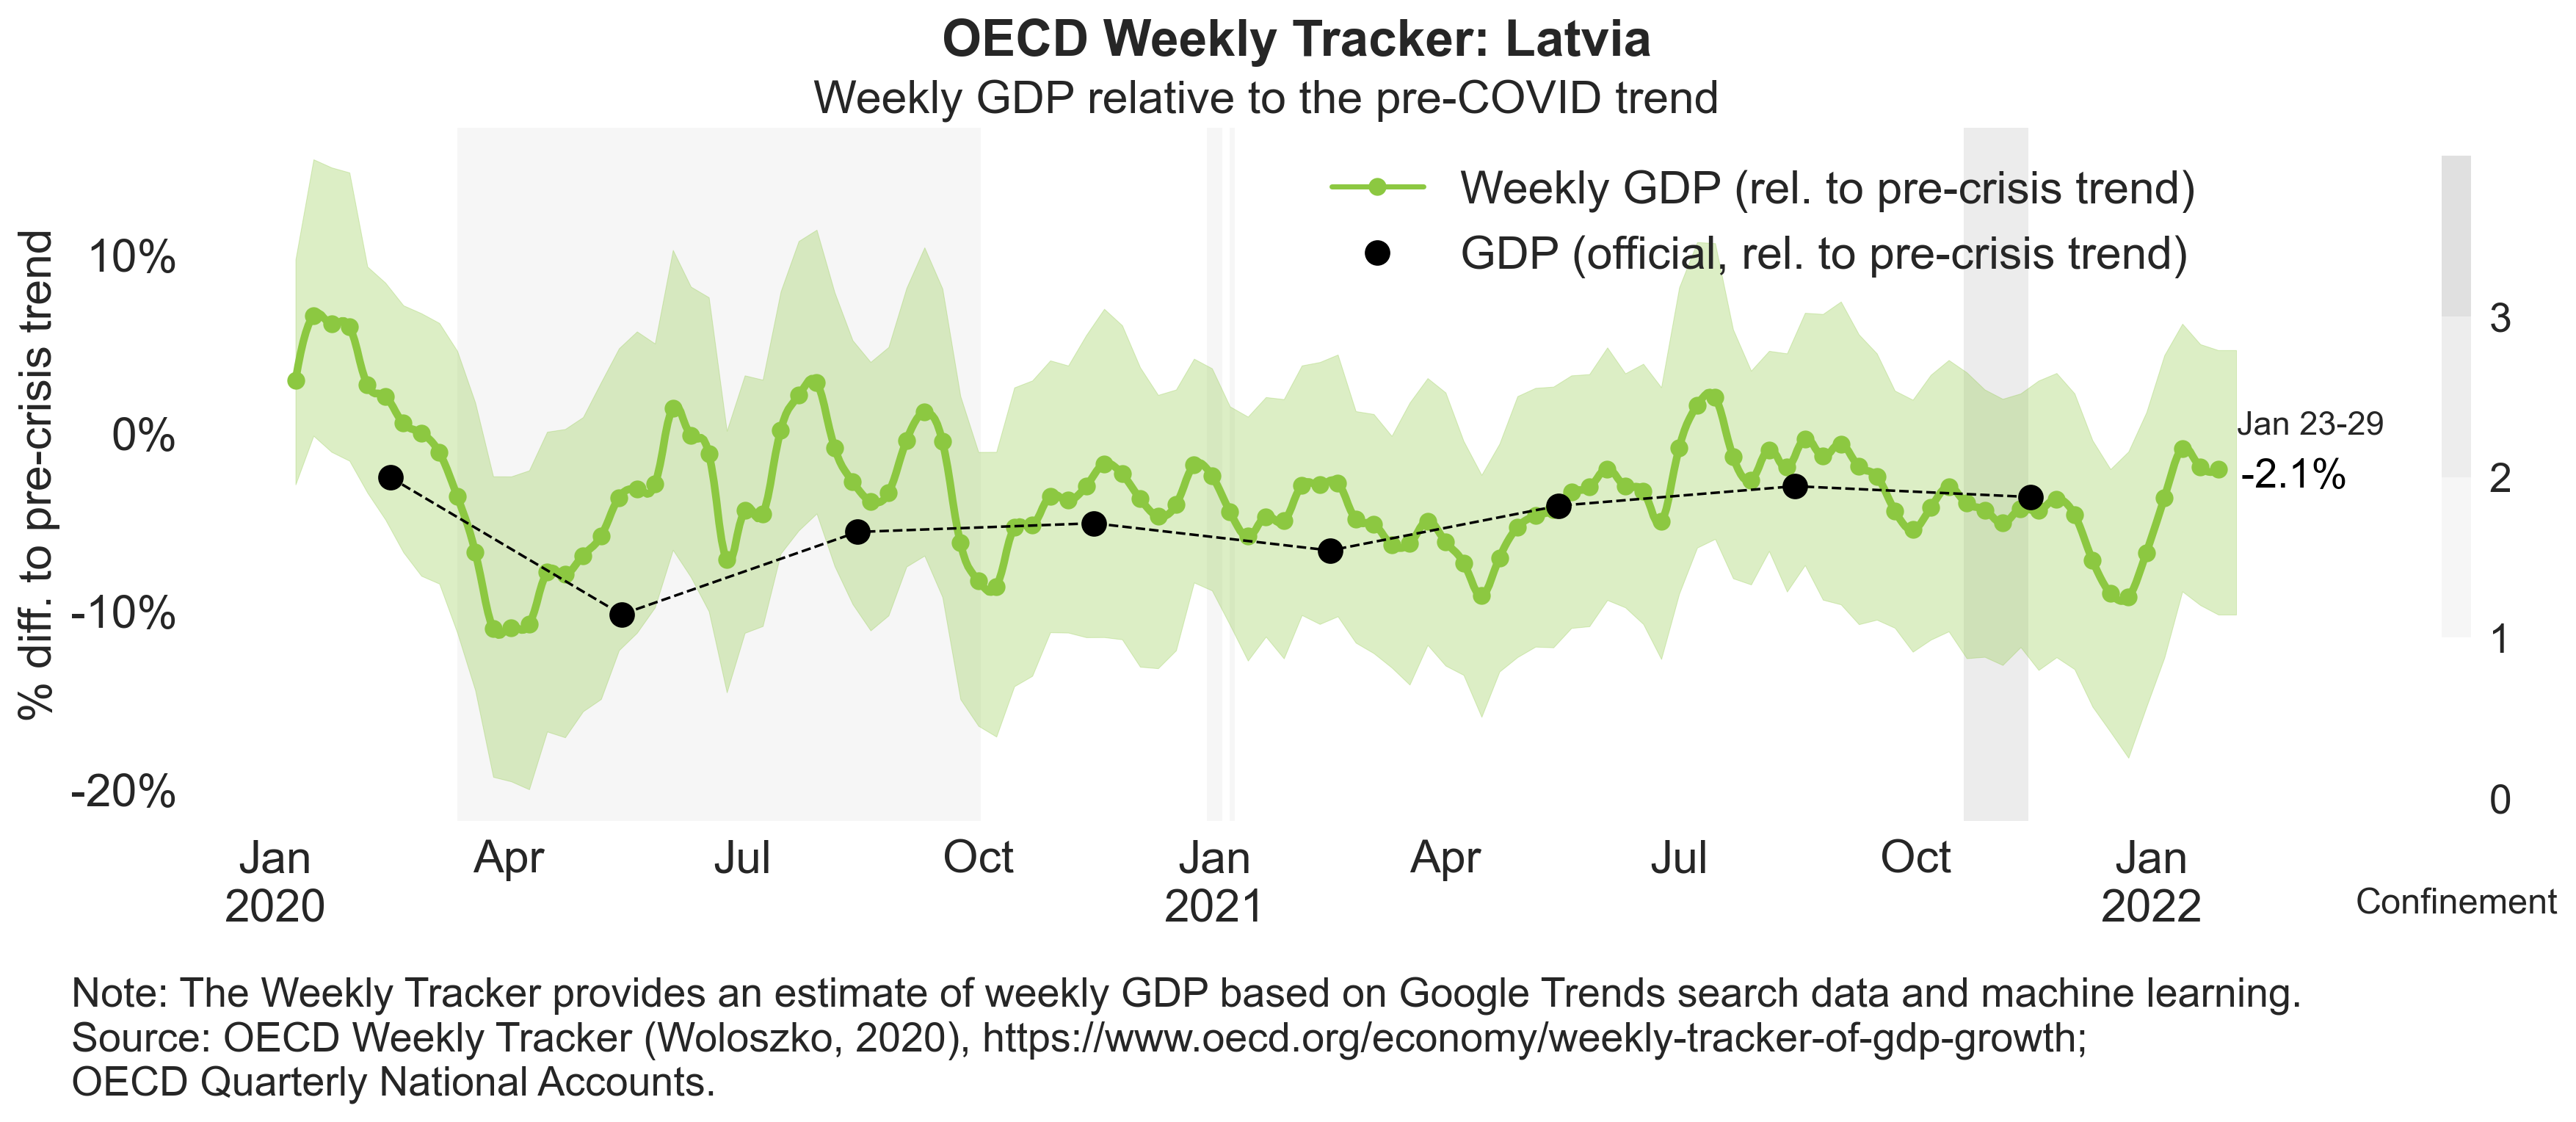 OECD Weekly Tracker: Latvia
Weekly GDP relative to the pre-COVID trend
Weekly GDP (rel. to pre-crisis trend)
GDP (official, rel. to pre-crisis trend)
% diff. to pre-crisis trend
10%
0%
-10%
-20%
Jan 23-29
-2.1%
3
2
1
0
Confinement
Jan Apr Jul Oct Jan Apr Jul Oct Jan
2020 2021 2022
Note: The Weekly Tracker provides an estimate of weekly GDP based on Google Trends search data and machine learning.
Source: OECD Weekly Tracker (Woloszko, 2020), https://www.oecd.org/economy/weekly-tracker-of-gdp-growth;
OECD Quarterly National Accounts.